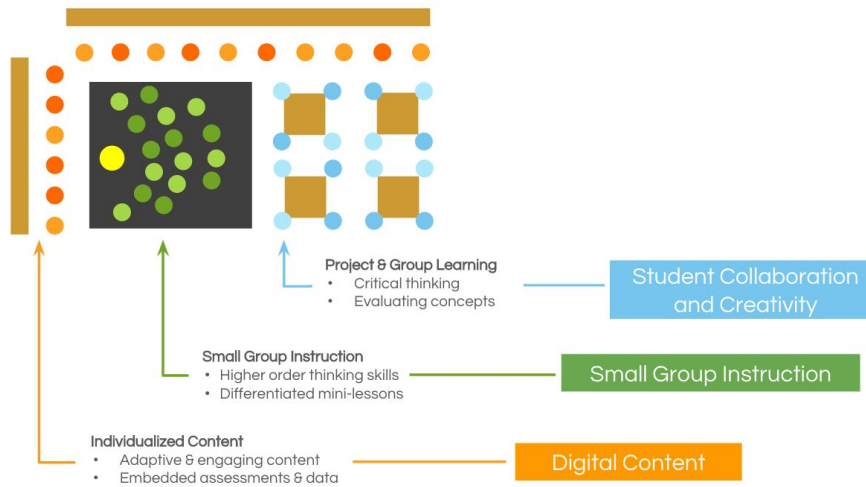 Project & Group Learning
• Critical thinking
• Evaluating concepts
Student Collaboration
and Creativity
Small Group Instruction
• Higher order thinking skills
• Differentiated mini-lessons
Small Group Instruction
Individualized Content
• Adaptive & engaging content
• Embedded assessments & data
Digital Content